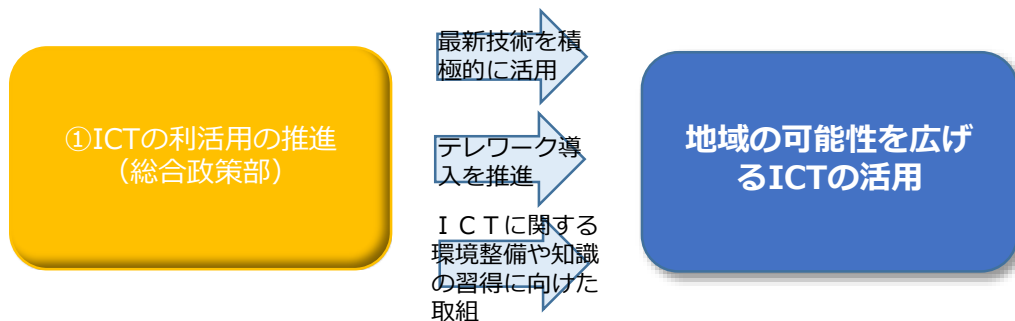 ①ICTの利活用の推進
（総合政策部）
最新技術を積
極的に活用
テレワーク導
入を推進
ＩＣＴに関する
環境整備や知識
の習得に向けた
取組
地域の可能性を広げ
るICTの活用